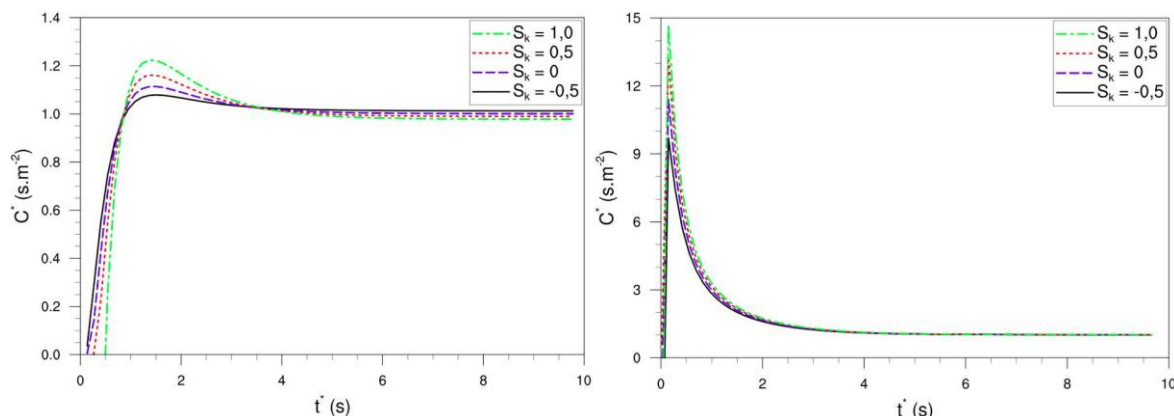 1.4
1.2
1.0
0.8
0.6
0.4
0.2
0.0
C* (s.m-2)
0
2
4
6
8
10
t* (s)
Sk = 1,0
Sk = 0,5
Sk = 0
Sk = -0,5
15
12
9
6
3
0
C* (s.m-2)
0
2
4
6
8
10
t* (s)
Sk = 1,0
Sk = 0,5
Sk = 0
Sk = -0,5